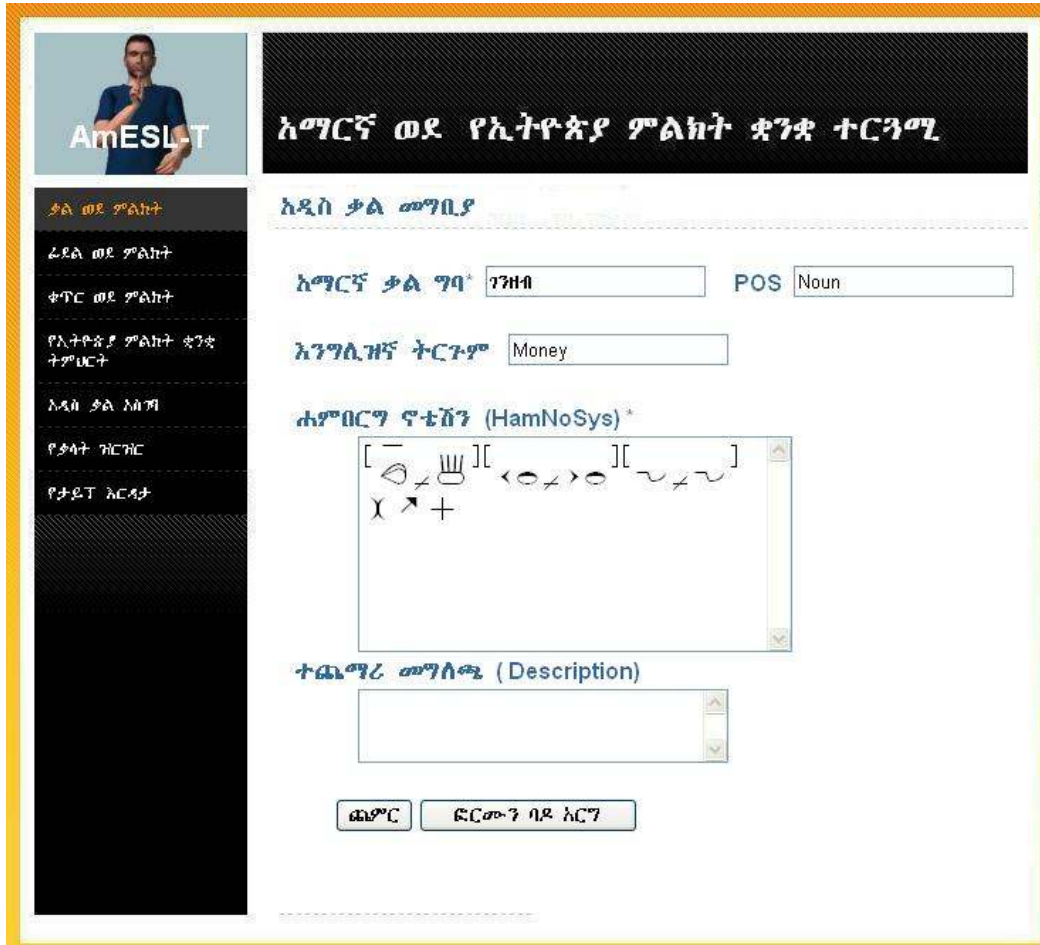 AmESL-T
አማርኛ ወደ የኢትዮጵያ ምልክት ቋንቋ ተርጓሚ
ቃል ወደ ምልክት
ፊደል ወደ ምልክት
ቁጥር ወደ ምልክት
የኢትዮጵያ ምልክት ቋንቋ
ትምህርት
አዲስ ቃል አስገባ
የቃላት ዝርዝር
የታይፕ እርዳታ
አዲስ ቃል መግቢያ
አማርኛ ቃል ግባ* ገንዘብ POS Noun
እንግሊዝኛ ትርጉም Money
ሐምበርግ ኖቴሽን (HamNoSys)*
ተጨማሪ መግለጫ (Description)
ጨምር ፎርሙን ባዶ አርግ